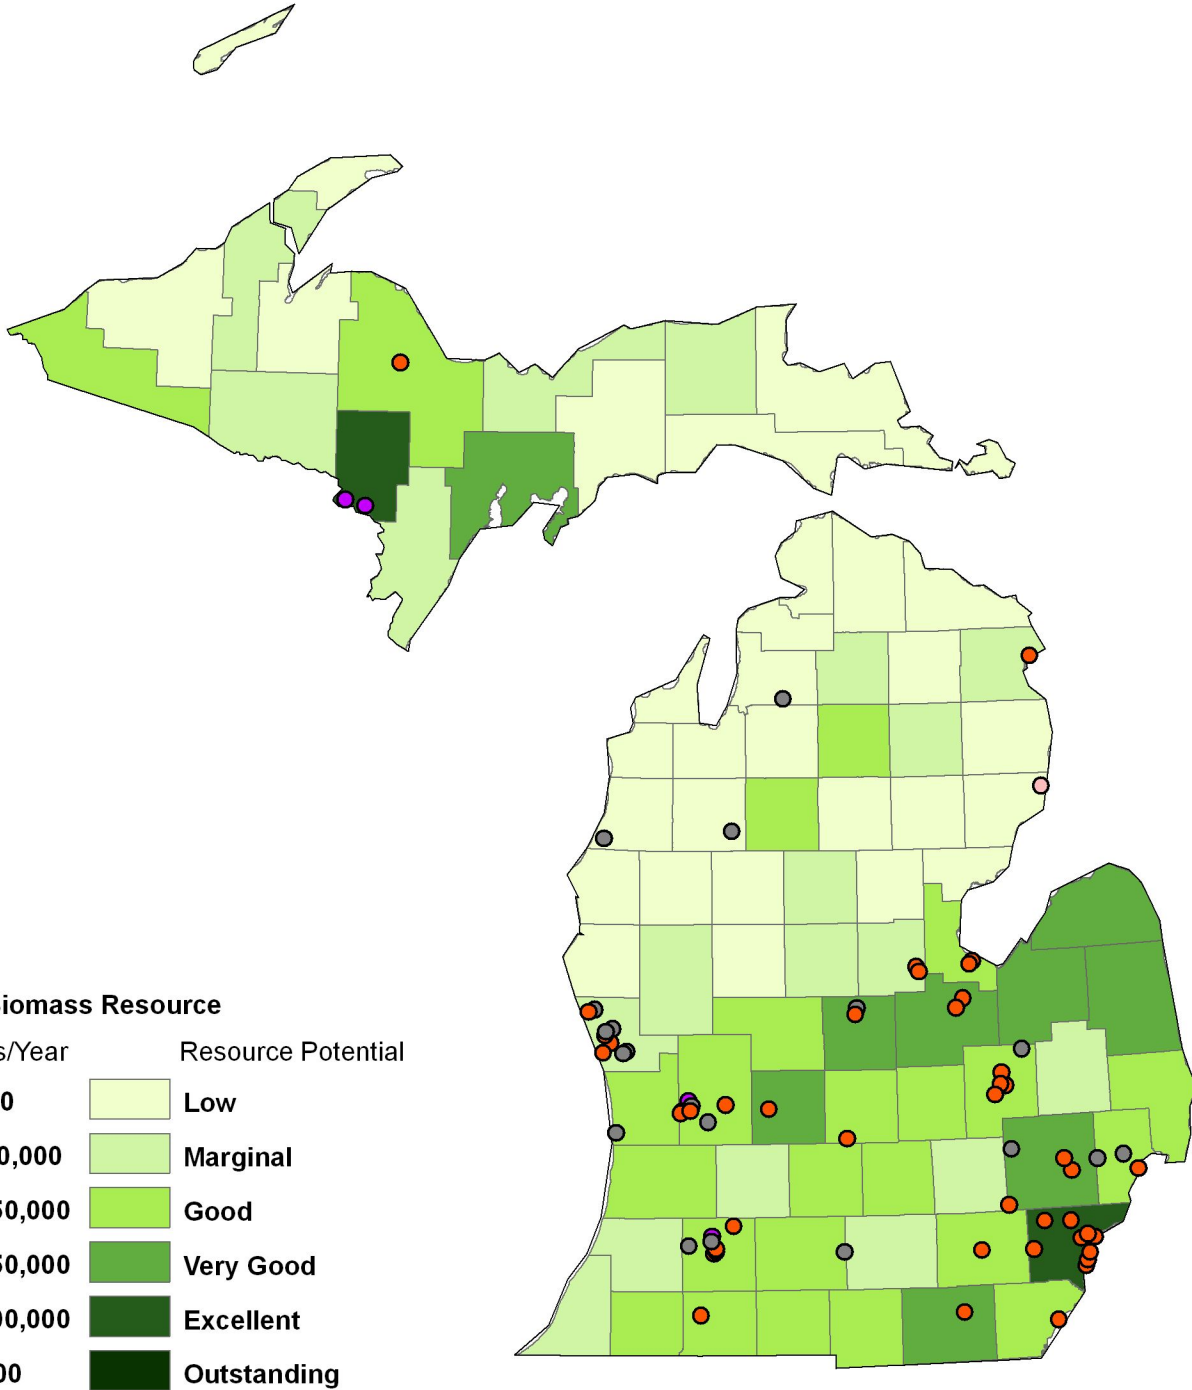 Biomass Resource
s/Year Resource Potential
0 Low
0,000 Marginal
50,000 Good
50,000 Very Good
00,000 Excellent
00 Outstanding